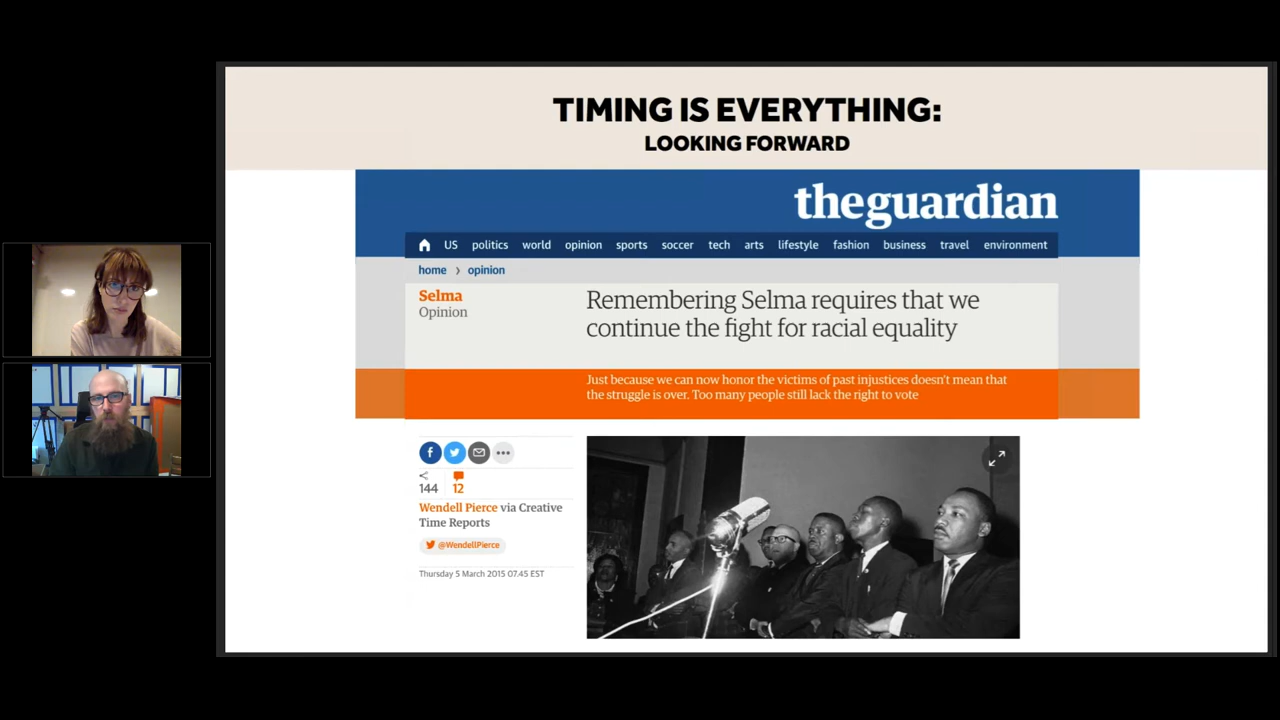 TIMING IS EVERYTHING:
LOOKING FORWARD
theguardian
US politics world opinion sports soccer tech arts lifestyle fashion business travel environment
home › opinion
Selma
Opinion
Remembering Selma requires that we
continue the fight for racial equality
Just because we can now honor the victims of past injustices doesn't mean that
the struggle is over. Too many people still lack the right to vote
144 12
Wendell Pierce via Creative
Time Reports
@WendellPierce
Thursday 5 March 2015 07.45 EST